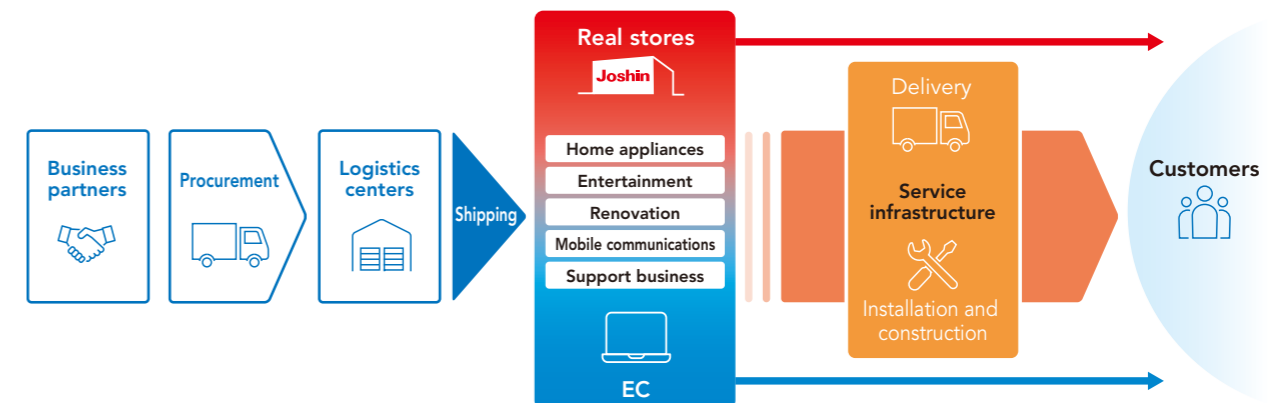 Business
partners
Procurement
Logistics
centers
Shipping
Real stores
Joshin
Home appliances
Entertainment
Renovation
Mobile communications
Support business
EC
Delivery
Service
infrastructure
Installation and
construction
Customers